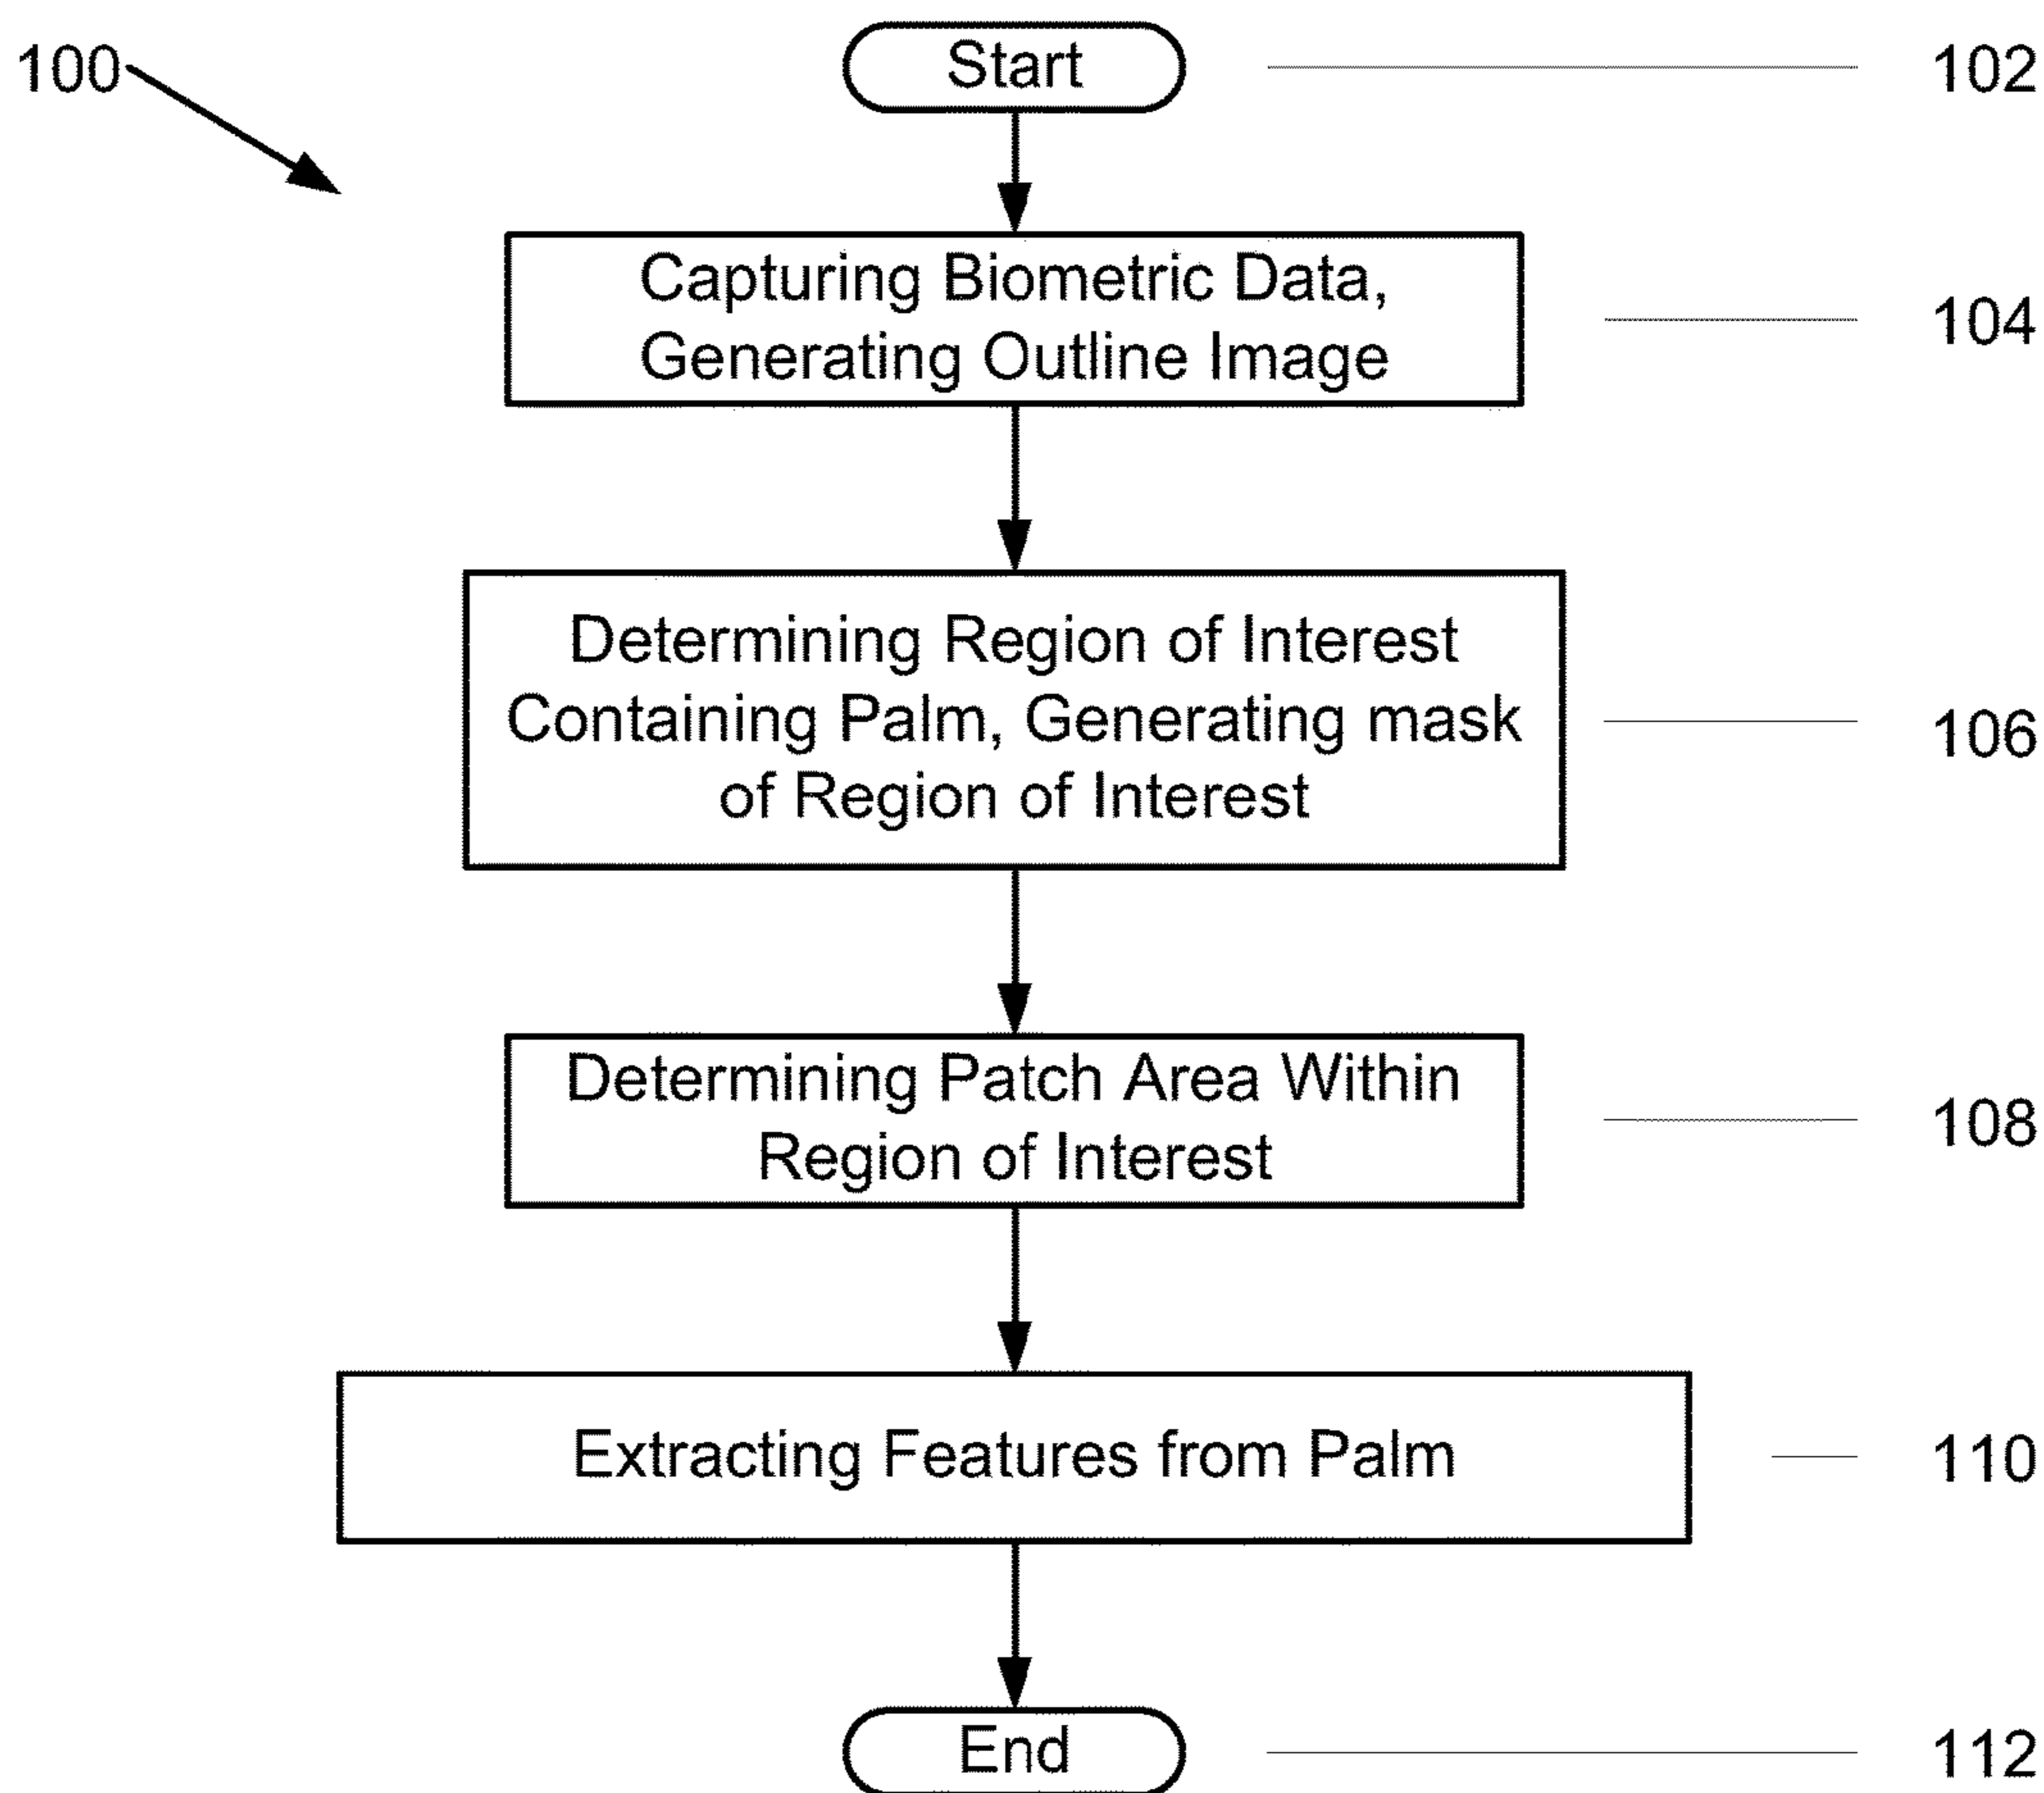 100
Start
102
Capturing Biometric Data,
Generating Outline Image
104
Determining Region of Interest
Containing Palm, Generating mask
of Region of Interest
106
Determining Patch Area Within
Region of Interest
108
Extracting Features from Palm
110
End
112